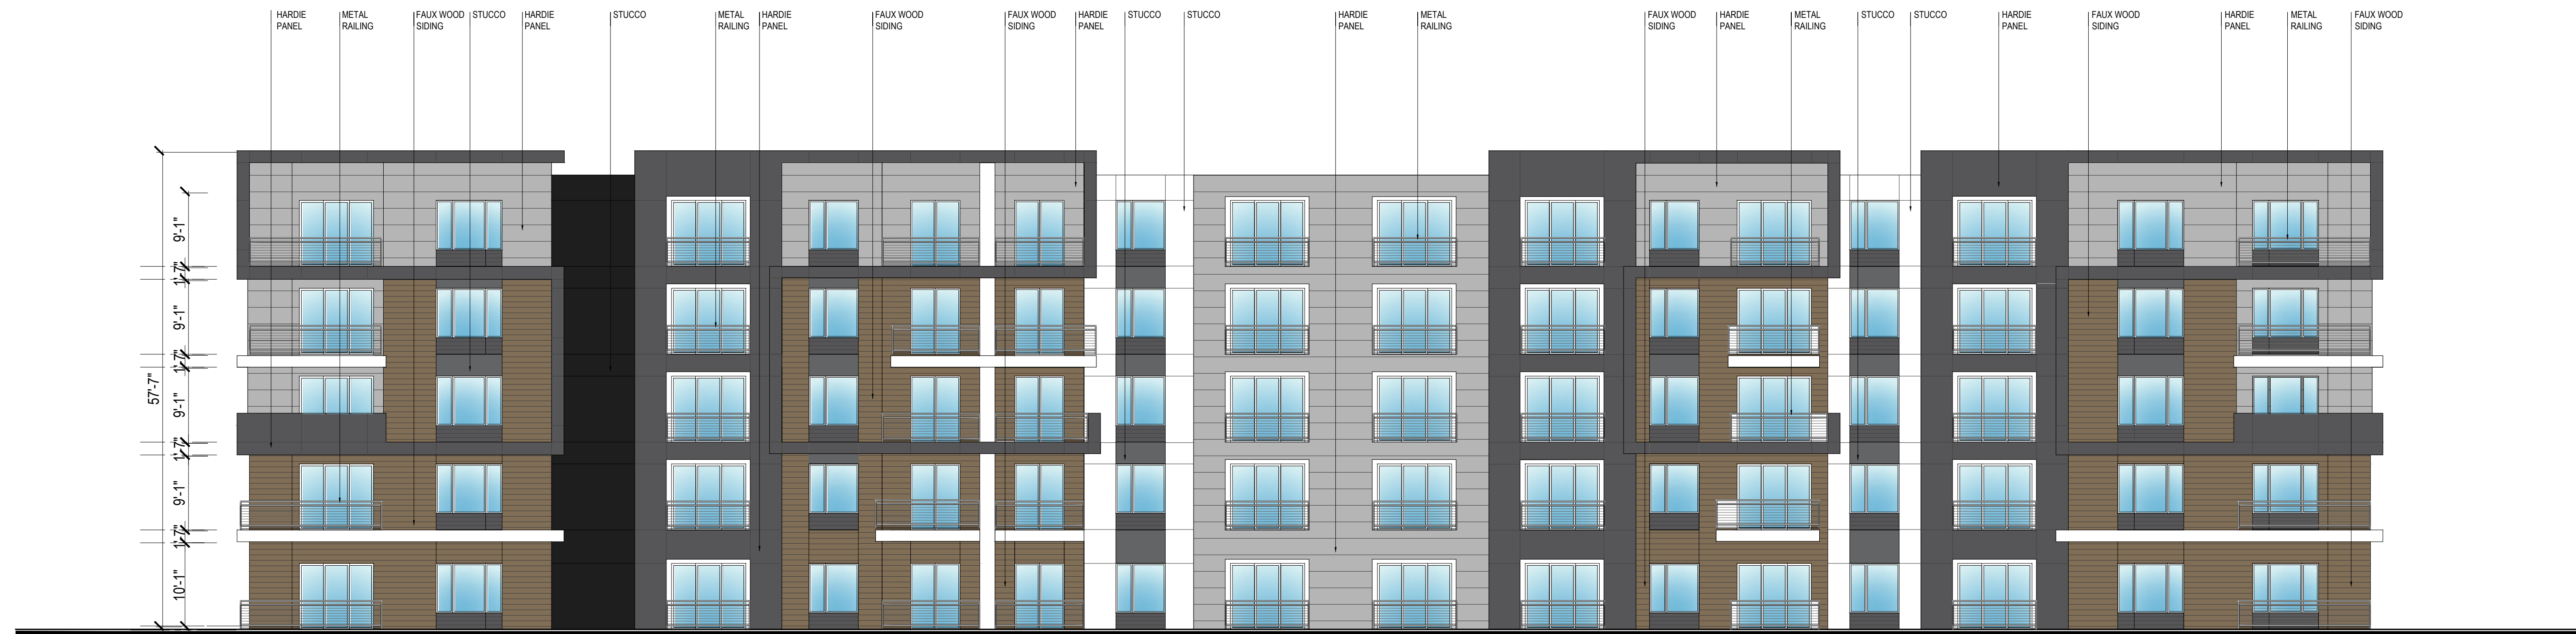 HARDIE
PANEL
METAL
RAILING
FAUX WOOD
SIDING
STUCCO
HARDIE
PANEL
STUCCO
METAL
RAILING
HARDIE
PANEL
FAUX WOOD
SIDING
FAUX WOOD
SIDING
HARDIE
PANEL
STUCCO
STUCCO
HARDIE
PANEL
METAL
RAILING
FAUX WOOD
SIDING
HARDIE
PANEL
METAL
RAILING
STUCCO
STUCCO
HARDIE
PANEL
FAUX WOOD
SIDING
HARDIE
PANEL
METAL
RAILING
FAUX WOOD
SIDING
57'-7"
9'-1"
1'-7"
9'-1"
1'-7"
9'-1"
1'-7"
9'-1"
1'-7"
10'-1"